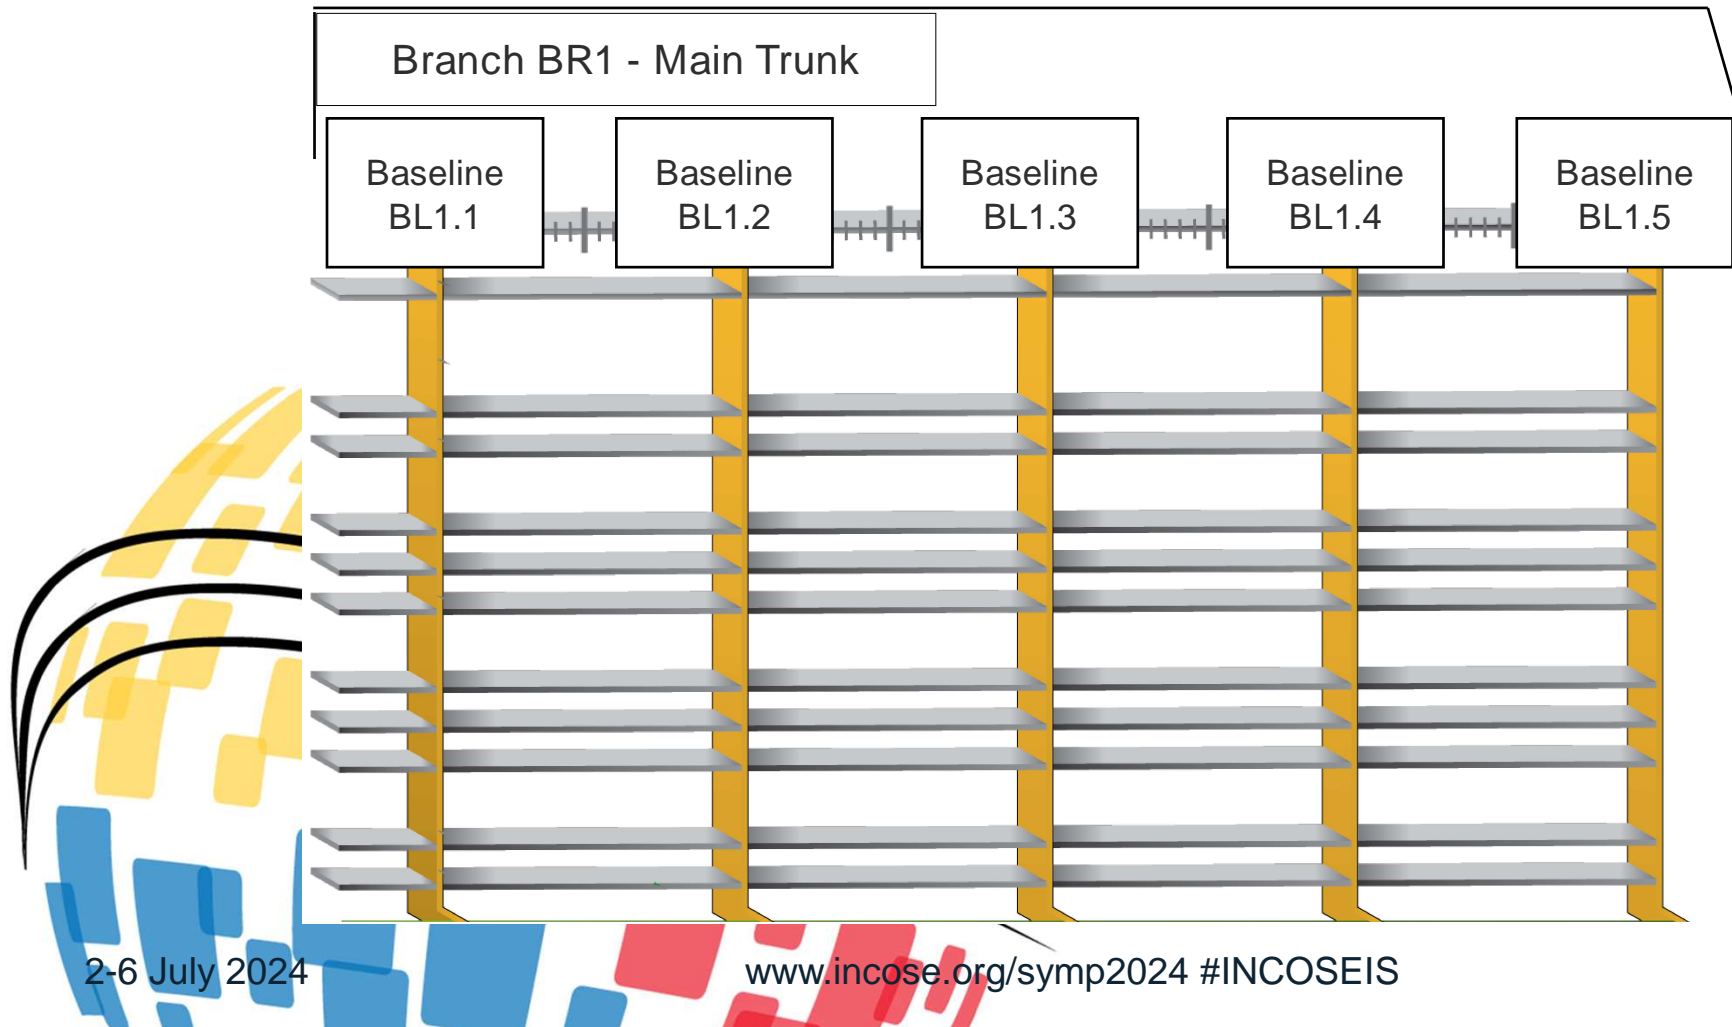 Branch BR1 - Main Trunk
Baseline
BL1.1
Baseline
BL1.2
Baseline
BL1.3
Baseline
BL1.4
Baseline
BL1.5
2-6 July 2024
www.incose.org/symp2024 #INCOSEIS